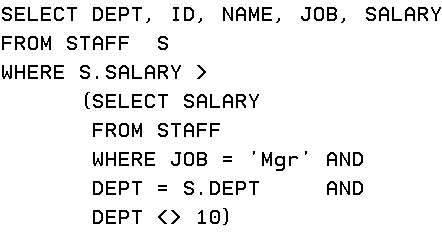 SELECT DEPT, ID, NAME, JOB, SALARY
FROM STAFF  S
WHERE S.SALARY >
      (SELECT SALARY
       FROM STAFF
       WHERE JOB = 'Mgr' AND
       DEPT = S.DEPT     AND
       DEPT <> 10)